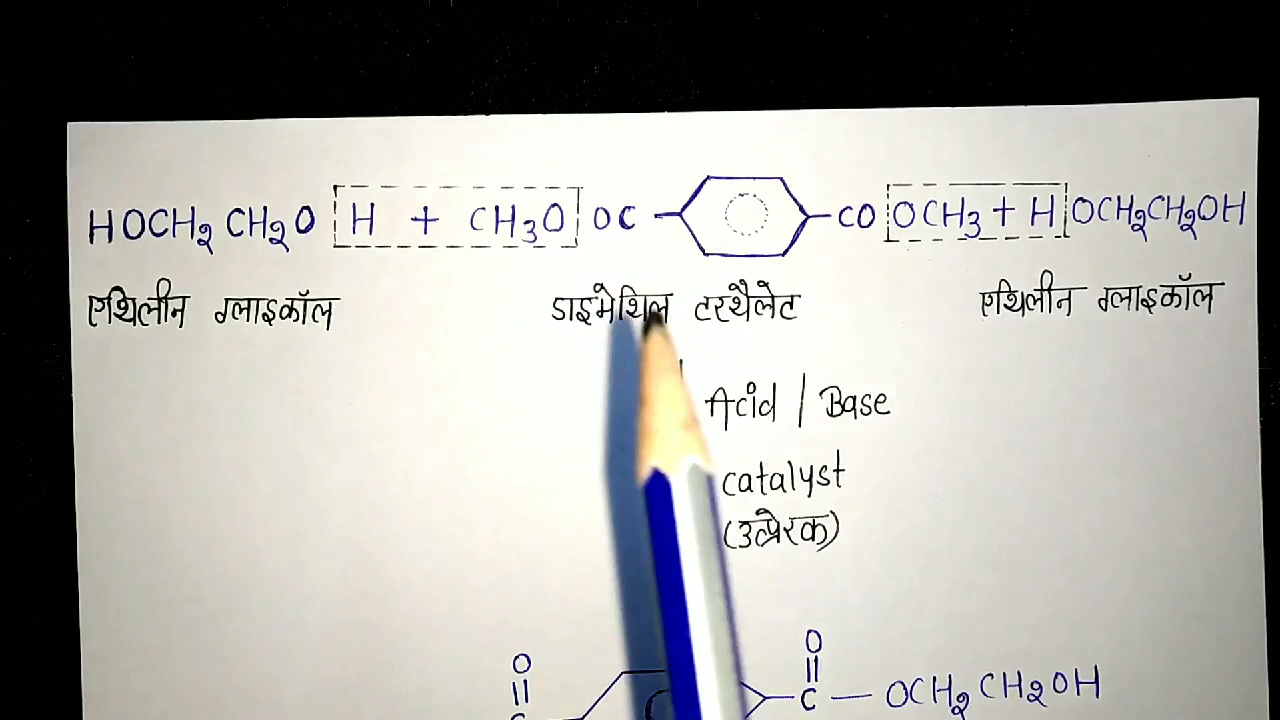 HOCH₂CH₂O H + CH₃O OC CO OCH₃ + H OCH₂CH₂OH
एथिलीन ग्लाइकॉल डाइमेथिल टरथैलेट एथिलीन ग्लाइकॉल
Acid / Base
catalyst
(उत्प्रेरक)
O O
C C — OCH₂CH₂OH